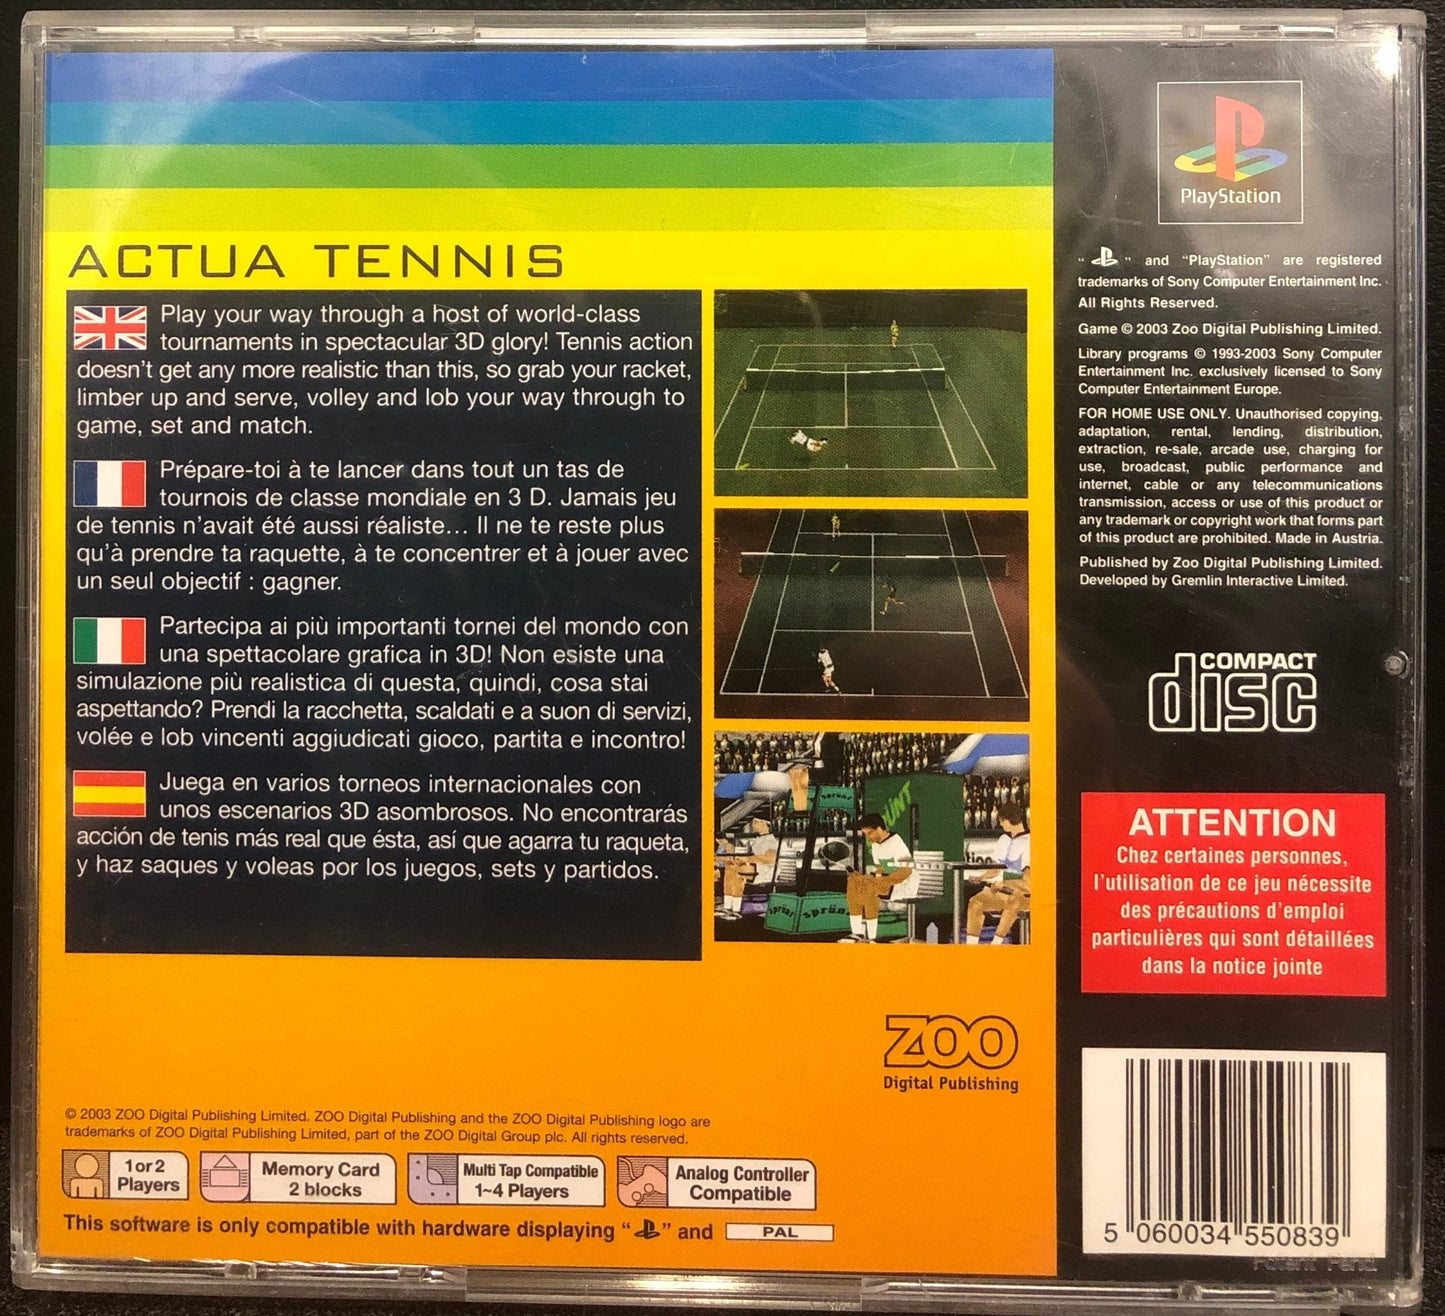 ACTUA TENNIS
Play your way through a host of world-class
tournaments in spectacular 3D glory! Tennis action
doesn't get any more realistic than this, so grab your racket,
limber up and serve, volley and lob your way through to
game, set and match.
Prépare-toi à te lancer dans tout un tas de
tournois de classe mondiale en 3 D. Jamais jeu
de tennis n'avait été aussi réaliste... Il ne te reste plus
qu'à prendre ta raquette, à te concentrer et à jouer avec
un seul objectif : gagner.
Partecipa ai più importanti tornei del mondo con
una spettacolare grafica in 3D! Non esiste una
simulazione più realistica di questa, quindi, cosa stai
aspettando? Prendi la racchetta, scaldati e a suon di servizi,
volée e lob vincenti aggiudicati gioco, partita e incontro!
Juega en varios torneos internacionales con
unos escenarios 3D asombrosos. No encontrarás
acción de tenis más real que ésta, así que agarra tu raqueta,
y haz saques y voleas por los juegos, sets y partidos.
sprünt
sprün
ZOO
Digital Publishing
© 2003 ZOO Digital Publishing Limited. ZOO Digital Publishing and the ZOO Digital Publishing logo are
trademarks of ZOO Digital Publishing Limited, part of the ZOO Digital Group plc. All rights reserved.
1 or 2
Players
Memory Card
2 blocks
Multi Tap Compatible
1~4 Players
Analog Controller
Compatible
This software is only compatible with hardware displaying " " and PAL
PlayStation
" " and "PlayStation" are registered
trademarks of Sony Computer Entertainment Inc.
All Rights Reserved.
Game © 2003 Zoo Digital Publishing Limited.
Library programs © 1993-2003 Sony Computer
Entertainment Inc. exclusively licensed to Sony
Computer Entertainment Europe.
FOR HOME USE ONLY. Unauthorised copying,
adaptation, rental, lending, distribution,
extraction, re-sale, arcade use, charging for
use, broadcast, public performance and
internet, cable or any telecommunications
transmission, access or use of this product or
any trademark or copyright work that forms part
of this product are prohibited. Made in Austria.
Published by Zoo Digital Publishing Limited.
Developed by Gremlin Interactive Limited.
COMPACT
disc
ATTENTION
Chez certaines personnes,
l'utilisation de ce jeu nécessite
des précautions d'emploi
particulières qui sont détaillées
dans la notice jointe
5 060034 550839
Patent Pend